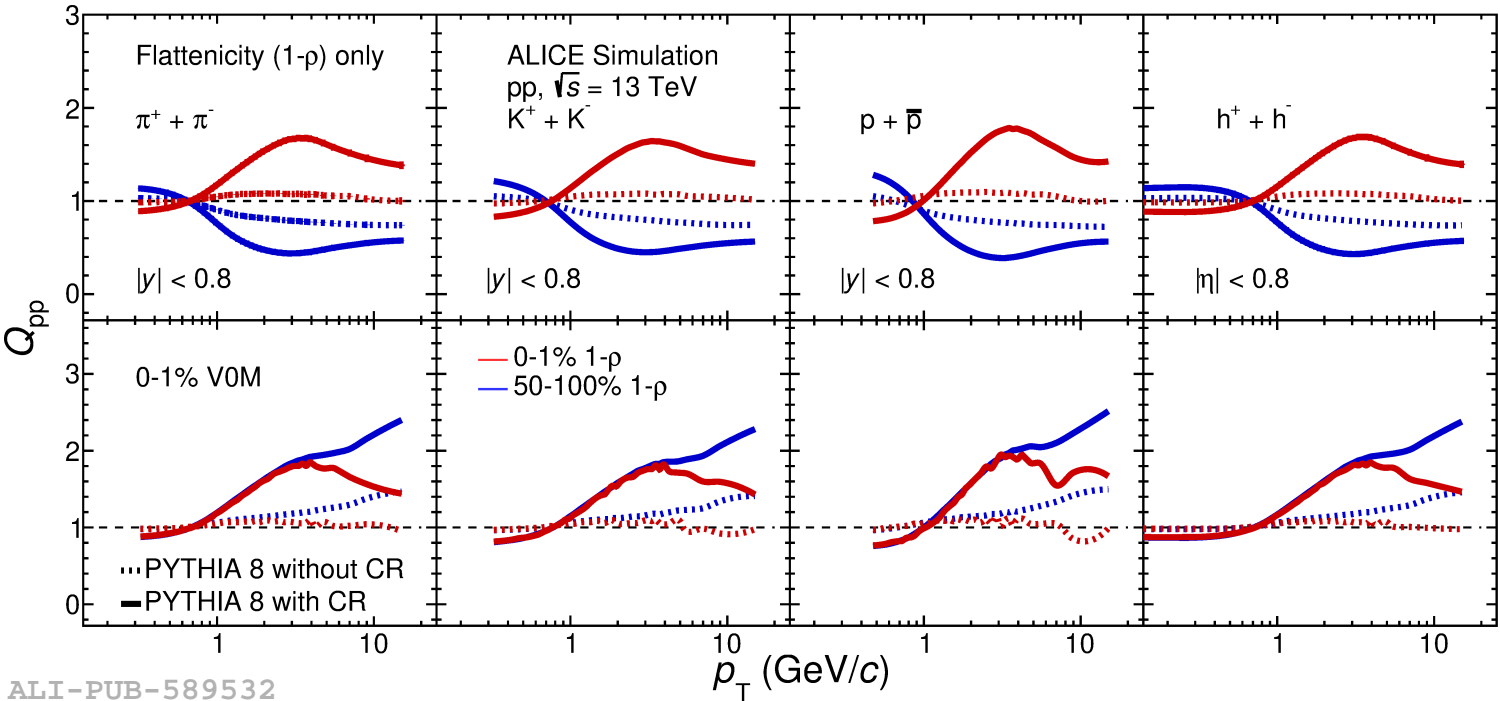 3
2
1
0
Flattenicity (1-ρ) only
π⁺ + π⁻
|y| < 0.8
ALICE Simulation
pp, √s = 13 TeV
K⁺ + K⁻
|y| < 0.8
p + p̅
|y| < 0.8
h⁺ + h⁻
|η| < 0.8
Qpp
3
2
1
0
0-1% V0M
PYTHIA 8 without CR
PYTHIA 8 with CR
0-1% 1-ρ
50-100% 1-ρ
1 10 1 10 1 10 1 10
pT (GeV/c)
ALI-PUB-589532